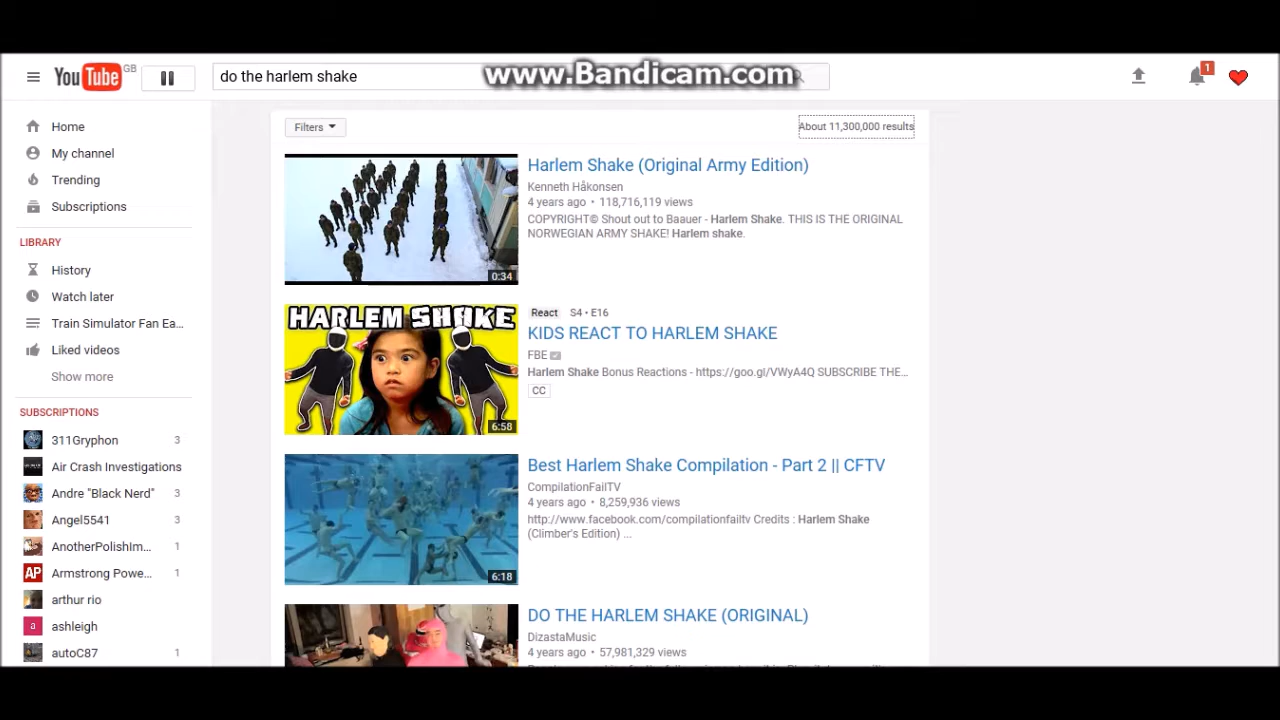 YouTube GB
do the harlem shake
www.Bandicam.com
1
Home
My channel
Trending
Subscriptions
LIBRARY
History
Watch later
Train Simulator Fan Ea...
Liked videos
Show more
SUBSCRIPTIONS
311Gryphon 3
Air Crash Investigations
Andre "Black Nerd" 3
Angel5541 3
AnotherPolishIm... 1
AP Armstrong Powe... 1
arthur rio
a ashleigh
autoC87 1
Filters
About 11,300,000 results
Harlem Shake (Original Army Edition)
Kenneth Håkonsen
4 years ago • 118,716,119 views
COPYRIGHT© Shout out to Baauer - Harlem Shake. THIS IS THE ORIGINAL
NORWEGIAN ARMY SHAKE! Harlem shake.
0:34
HARLEM SHAKE
React S4 • E16
KIDS REACT TO HARLEM SHAKE
FBE
Harlem Shake Bonus Reactions - https://goo.gl/VWyA4Q SUBSCRIBE THE...
CC
6:58
Best Harlem Shake Compilation - Part 2 || CFTV
CompilationFailTV
4 years ago • 8,259,936 views
http://www.facebook.com/compilationfailtv Credits : Harlem Shake
(Climber's Edition) ...
6:18
DO THE HARLEM SHAKE (ORIGINAL)
DizastaMusic
4 years ago • 57,981,329 views